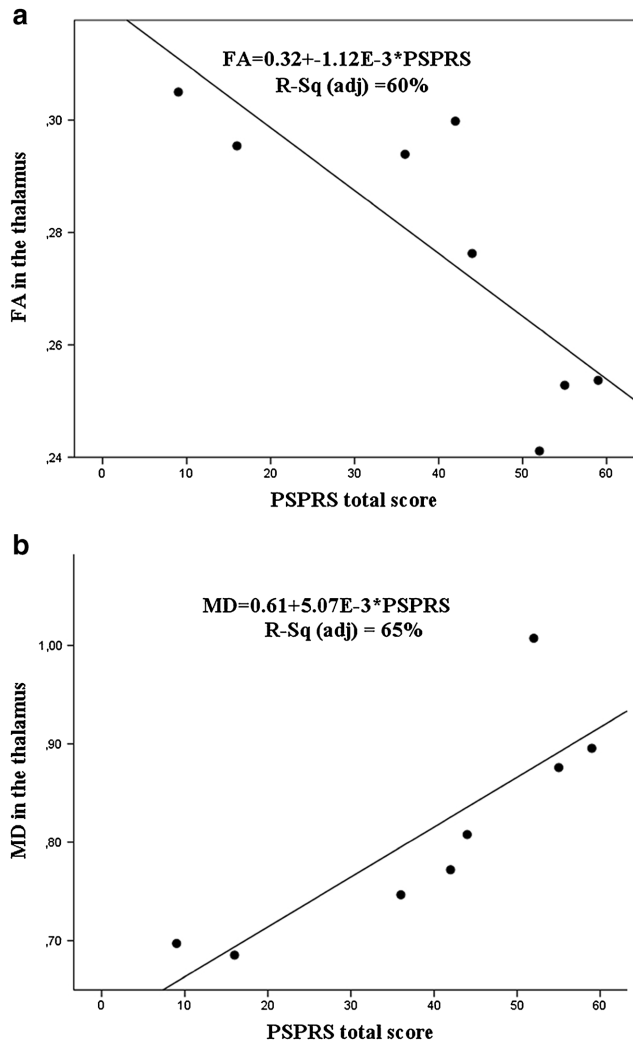 a
FA=0.32+-1.12E-3*PSPRS
R-Sq (adj) =60%
,30
,28
,26
,24
FA in the thalamus
0 10 20 30 40 50 60
PSPRS total score
b
MD=0.61+5.07E-3*PSPRS
R-Sq (adj) = 65%
1,00
,90
,80
,70
MD in the thalamus
0 10 20 30 40 50 60
PSPRS total score